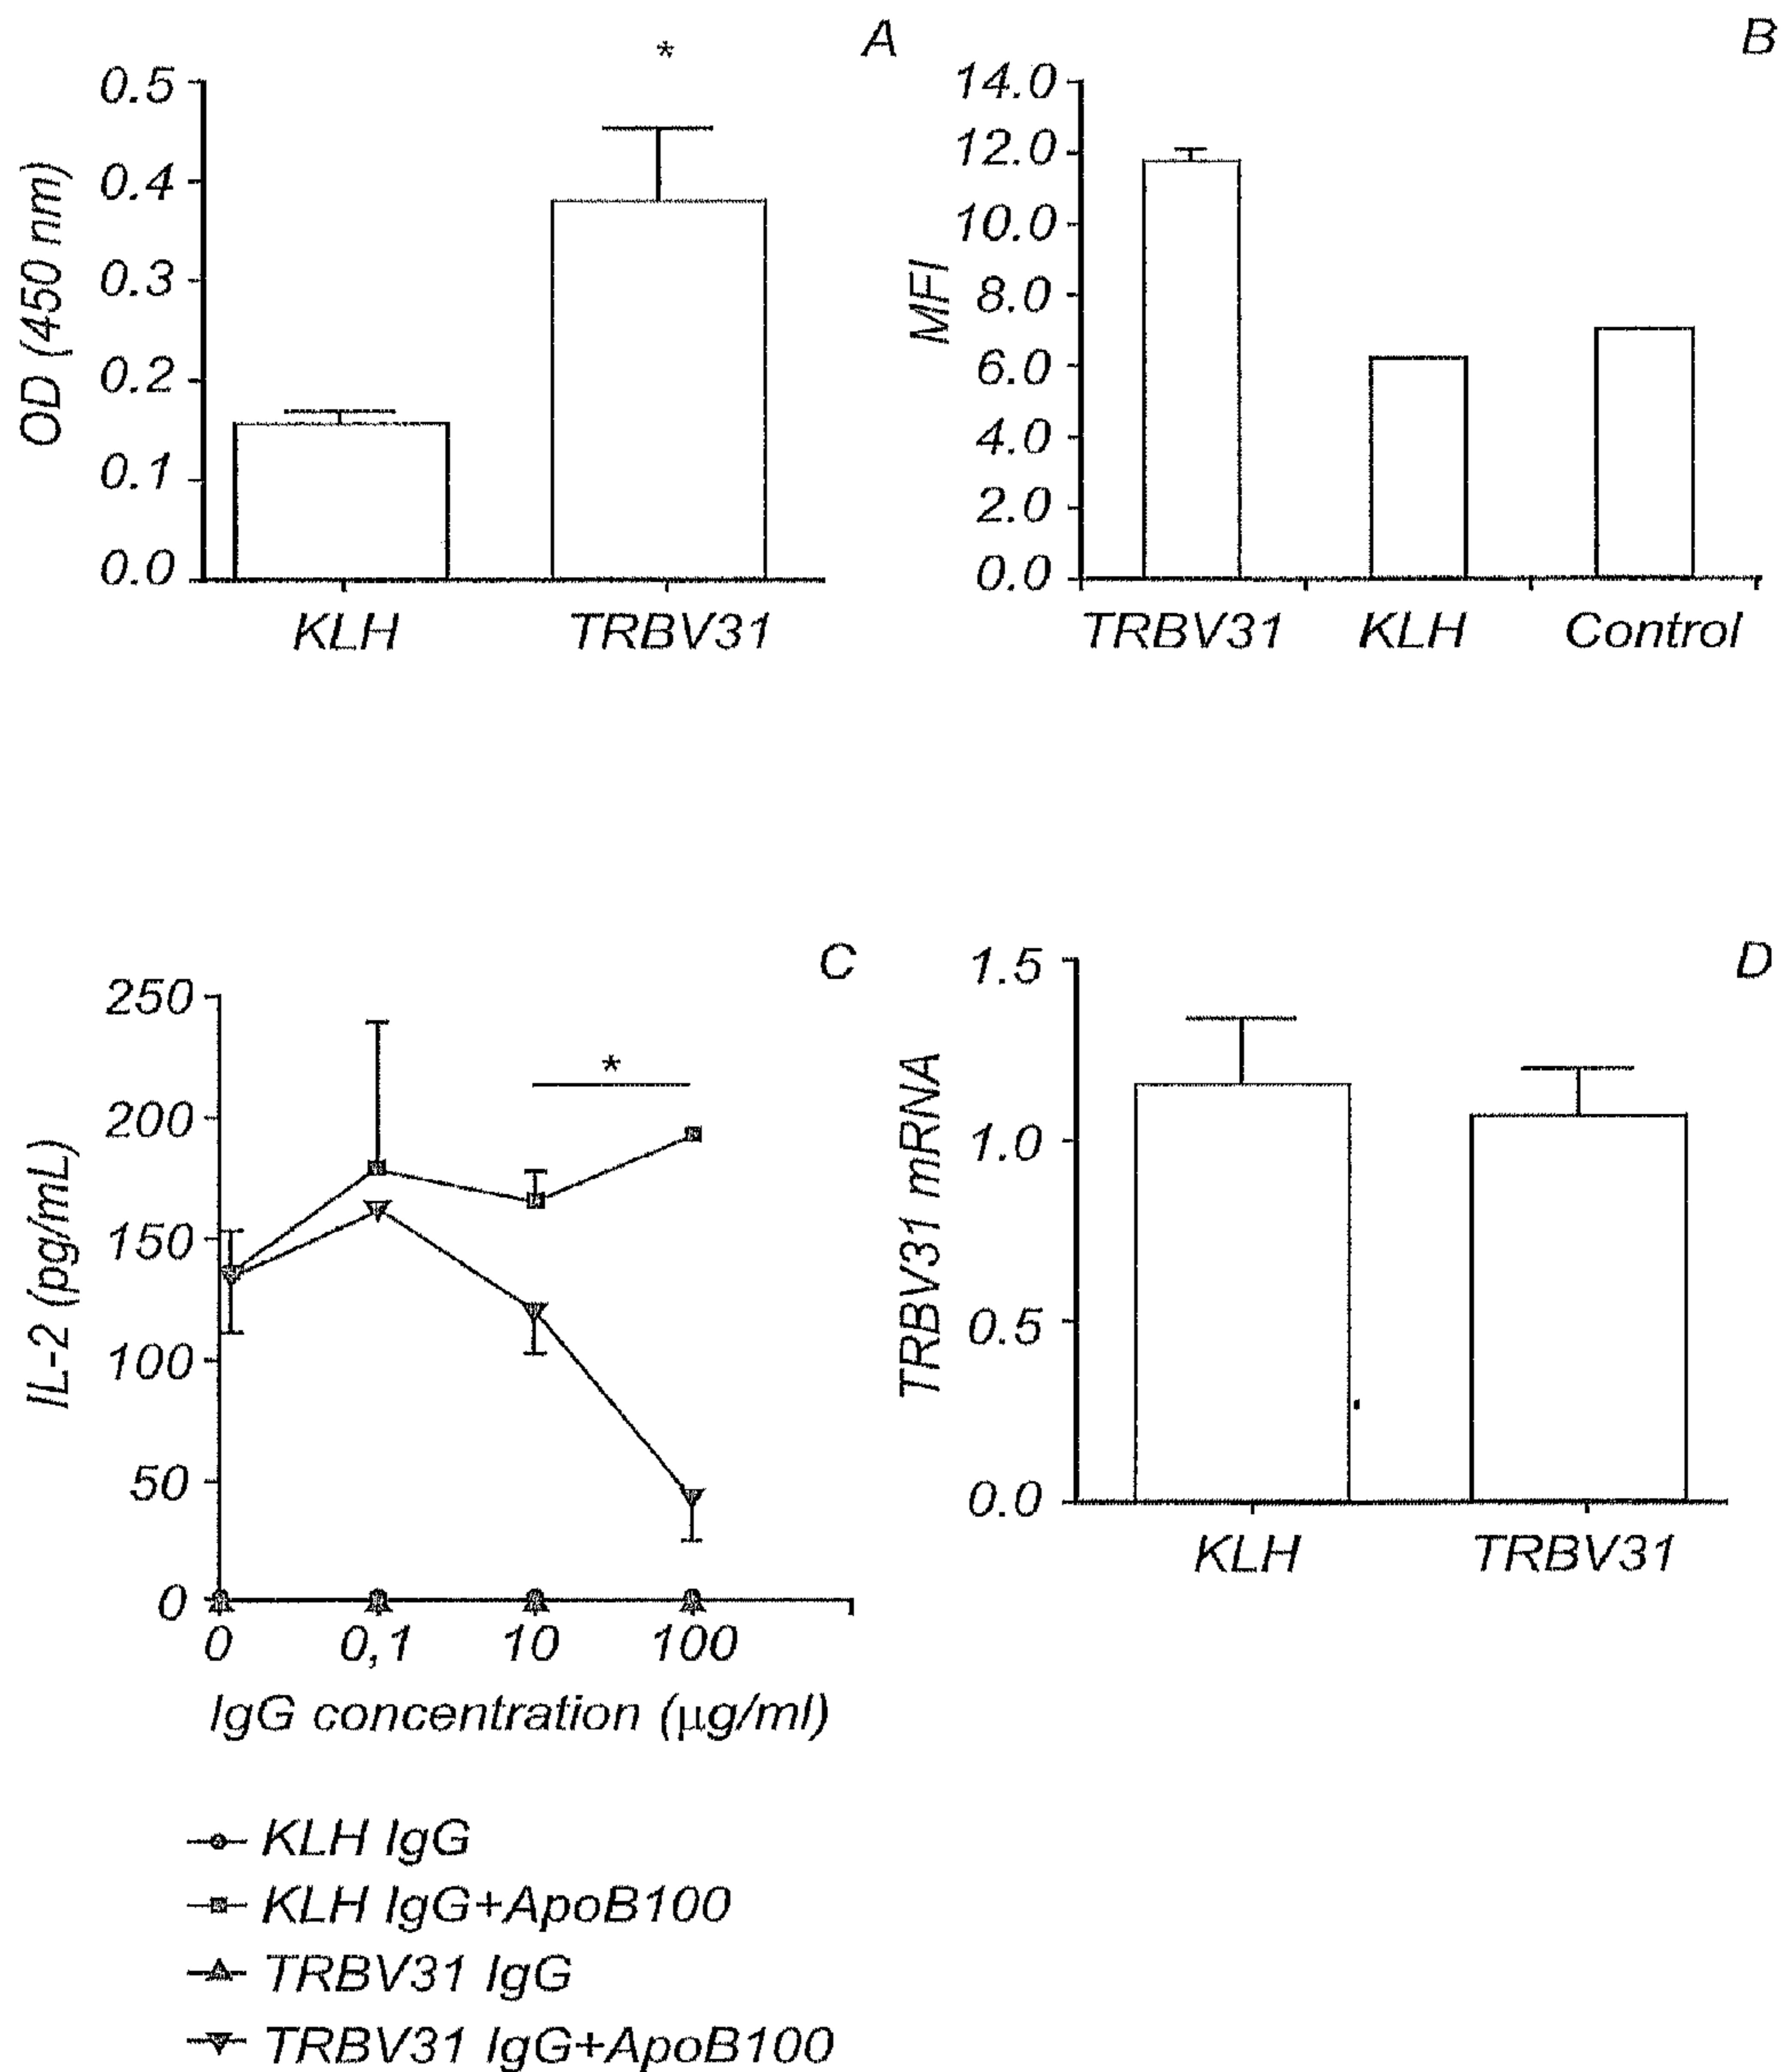 A
*
0.5
0.4
0.3
0.2
0.1
0.0
OD (450 nm)
KLH TRBV31
B
14.0
12.0
10.0
8.0
6.0
4.0
2.0
0.0
MFI
TRBV31 KLH Control
C
250
200
150
100
50
0
IL-2 (pg/mL)
*
0 0,1 10 100
IgG concentration (μg/ml)
KLH IgG
KLH IgG+ApoB100
TRBV31 IgG
TRBV31 IgG+ApoB100
D
1.5
1.0
0.5
0.0
TRBV31 mRNA
KLH TRBV31